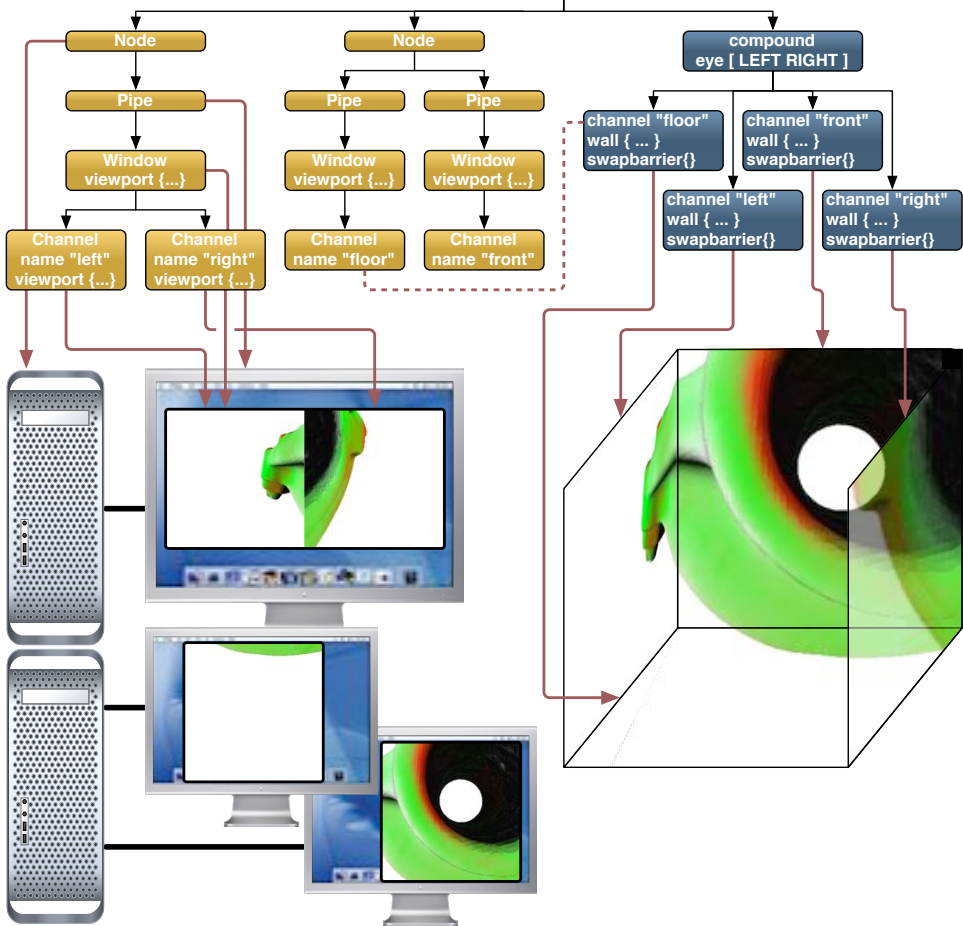 Node
Node
compound
eye [ LEFT RIGHT ]
Pipe
Pipe
Pipe
channel "floor"
wall { ... }
swapbarrier{}
channel "front"
wall { ... }
swapbarrier{}
Window
viewport {...}
Window
viewport {...}
Window
viewport {...}
channel "left"
wall { ... }
swapbarrier{}
channel "right"
wall { ... }
swapbarrier{}
Channel
name "left"
viewport {...}
Channel
name "right"
viewport {...}
Channel
name "floor"
Channel
name "front"